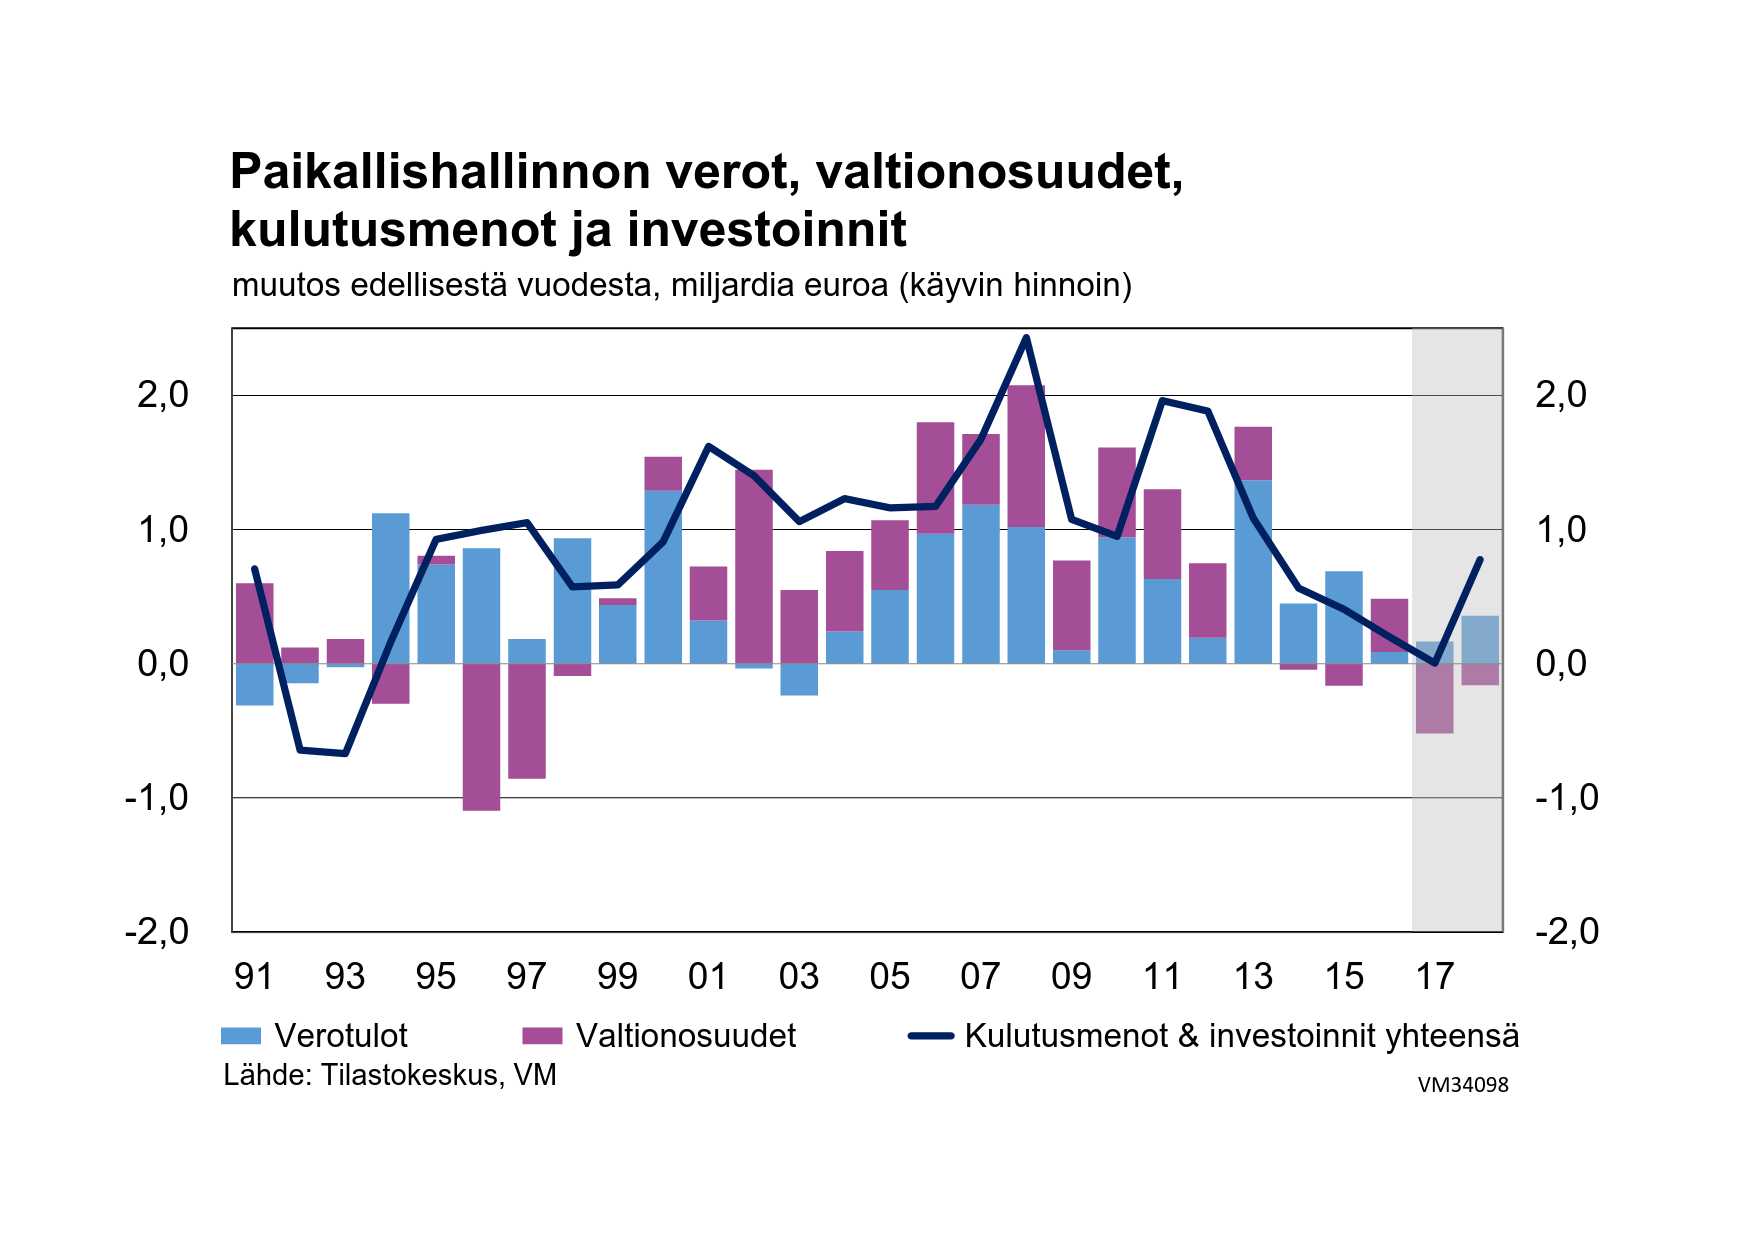 Paikallishallinnon verot, valtionosuudet,
kulutusmenot ja investoinnit
muutos edellisestä vuodesta, miljardia euroa (käyvin hinnoin)
2,0 2,0
1,0 1,0
0,0 0,0
-1,0 -1,0
-2,0 -2,0
91 93 95 97 99 01 03 05 07 09 11 13 15 17
Verotulot Valtionosuudet Kulutusmenot & investoinnit yhteensä
Lähde: Tilastokeskus, VM
VM34098